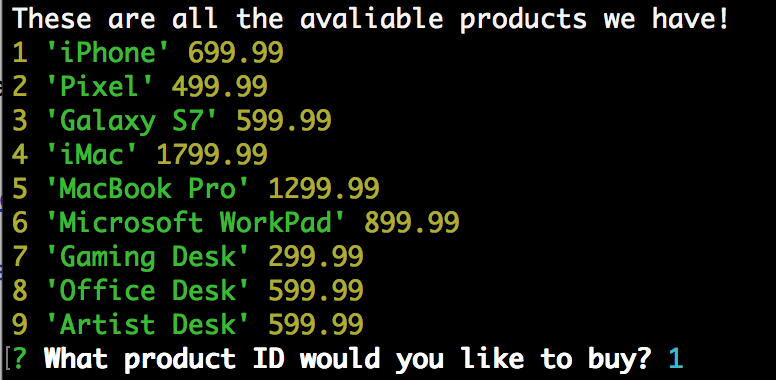 These are all the avaliable products we have!
1 'iPhone' 699.99
2 'Pixel' 499.99
3 'Galaxy S7' 599.99
4 'iMac' 1799.99
5 'MacBook Pro' 1299.99
6 'Microsoft WorkPad' 899.99
7 'Gaming Desk' 299.99
8 'Office Desk' 599.99
9 'Artist Desk' 599.99
? What product ID would you like to buy? 1